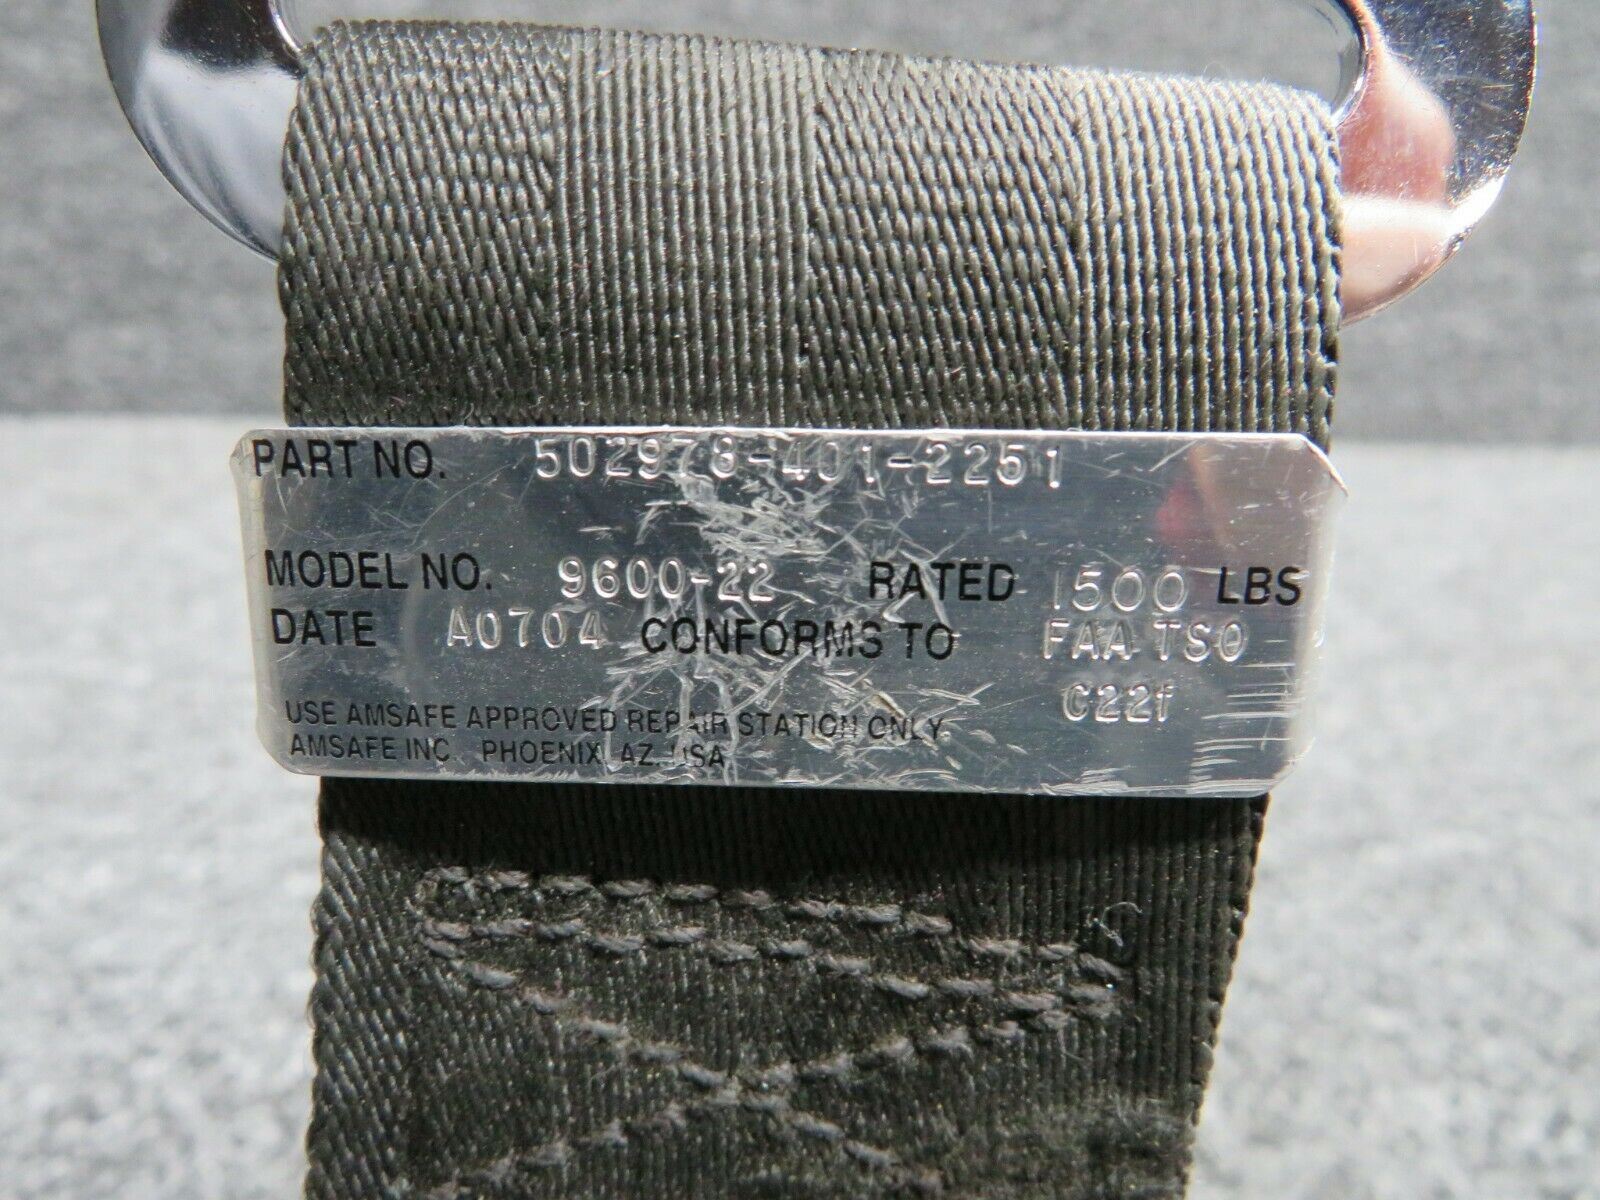 PART NO. 502978-401-2251
MODEL NO. 9600-22 RATED 1500 LBS
DATE A0704 CONFORMS TO FAA TSO
C22f
USE AMSAFE APPROVED REPAIR STATION ONLY.
AMSAFE INC. PHOENIX, AZ. USA